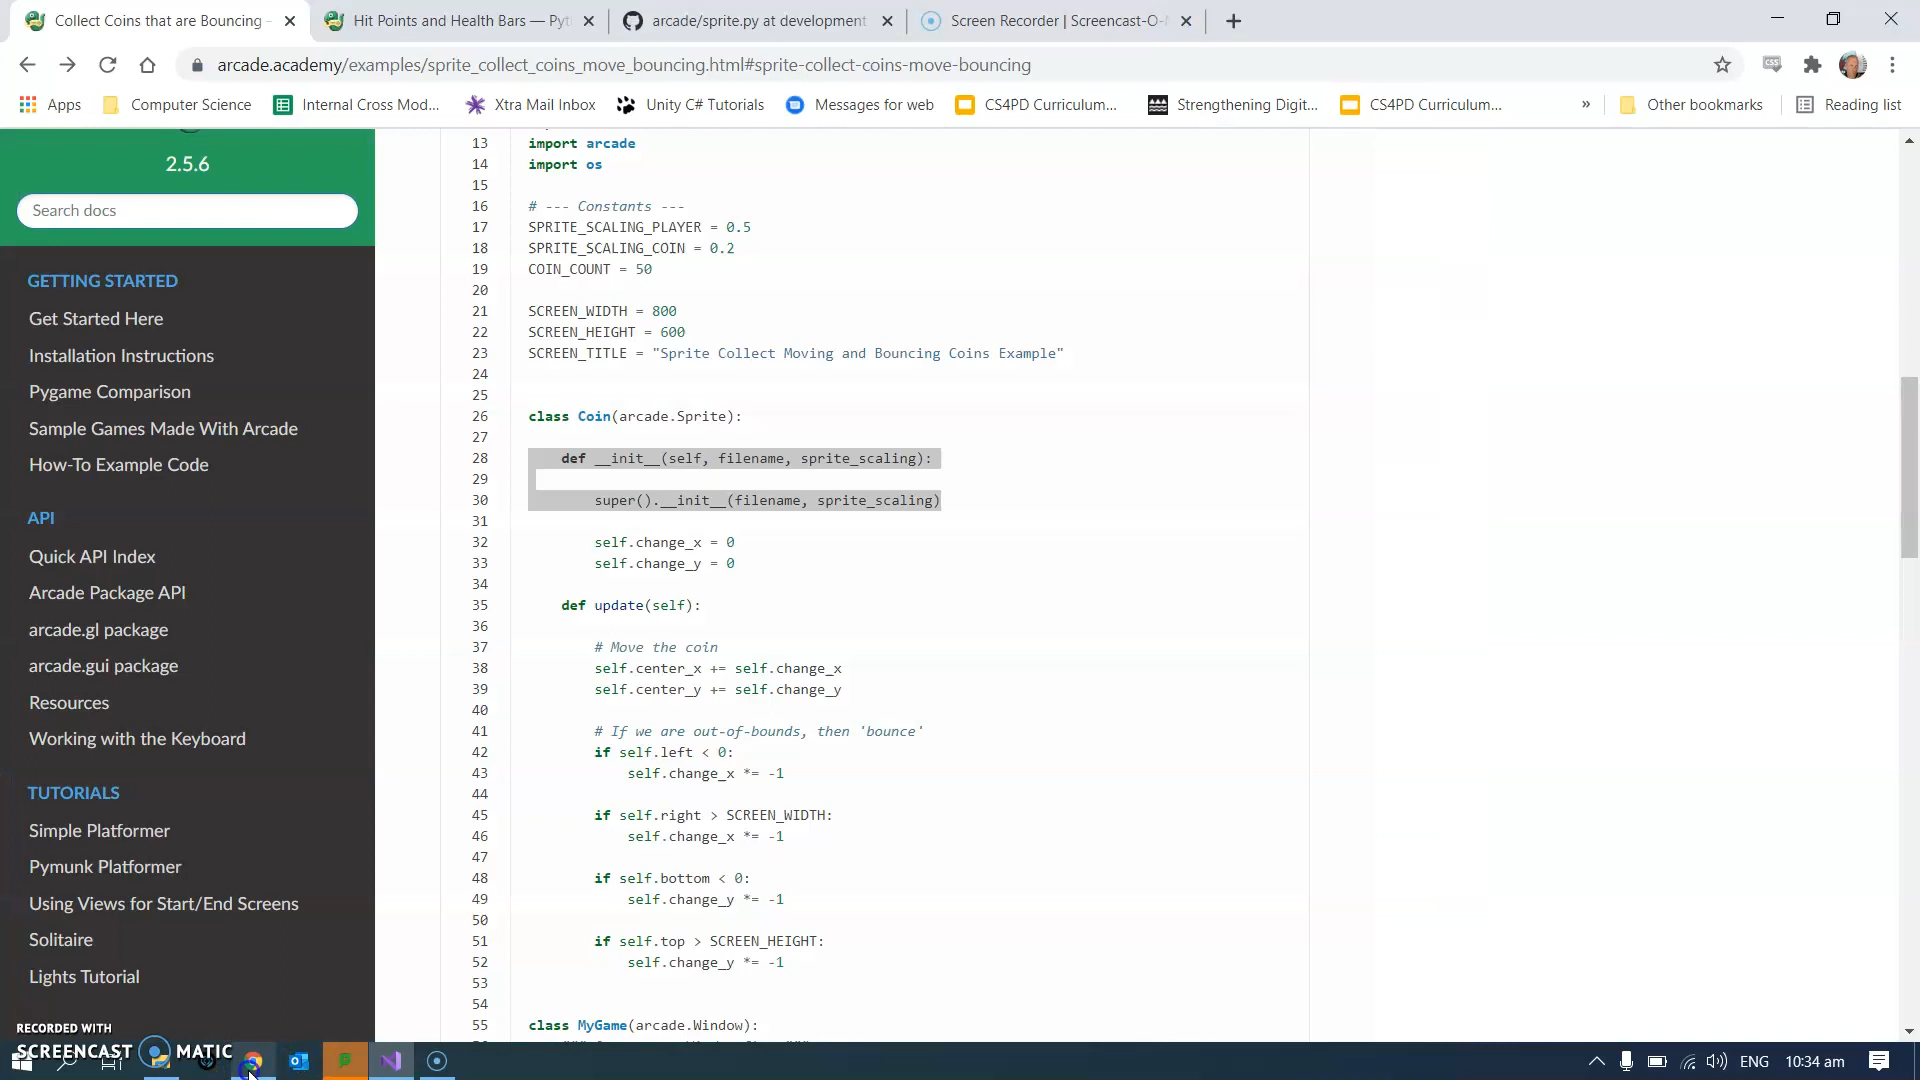 Collect Coins that are Bouncing -
Hit Points and Health Bars — Pyt
arcade/sprite.py at development
Screen Recorder | Screencast-O-
arcade.academy/examples/sprite_collect_coins_move_bouncing.html#sprite-collect-coins-move-bouncing
Apps
Computer Science
Internal Cross Mod...
Xtra Mail Inbox
Unity C# Tutorials
Messages for web
CS4PD Curriculum...
Strengthening Digit...
CS4PD Curriculum...
»
Other bookmarks
Reading list
2.5.6
Search docs
GETTING STARTED
Get Started Here
Installation Instructions
Pygame Comparison
Sample Games Made With Arcade
How-To Example Code
API
Quick API Index
Arcade Package API
arcade.gl package
arcade.gui package
Resources
Working with the Keyboard
TUTORIALS
Simple Platformer
Pymunk Platformer
Using Views for Start/End Screens
Solitaire
Lights Tutorial
13 import arcade
14 import os
15
16 # --- Constants ---
17 SPRITE_SCALING_PLAYER = 0.5
18 SPRITE_SCALING_COIN = 0.2
19 COIN_COUNT = 50
20
21 SCREEN_WIDTH = 800
22 SCREEN_HEIGHT = 600
23 SCREEN_TITLE = "Sprite Collect Moving and Bouncing Coins Example"
24
25
26 class Coin(arcade.Sprite):
27
28 def __init__(self, filename, sprite_scaling):
29
30 super().__init__(filename, sprite_scaling)
31
32 self.change_x = 0
33 self.change_y = 0
34
35 def update(self):
36
37 # Move the coin
38 self.center_x += self.change_x
39 self.center_y += self.change_y
40
41 # If we are out-of-bounds, then 'bounce'
42 if self.left < 0:
43 self.change_x *= -1
44
45 if self.right > SCREEN_WIDTH:
46 self.change_x *= -1
47
48 if self.bottom < 0:
49 self.change_y *= -1
50
51 if self.top > SCREEN_HEIGHT:
52 self.change_y *= -1
53
54
55 class MyGame(arcade.Window):
RECORDED WITH
SCREENCAST MATIC
ENG
10:34 am